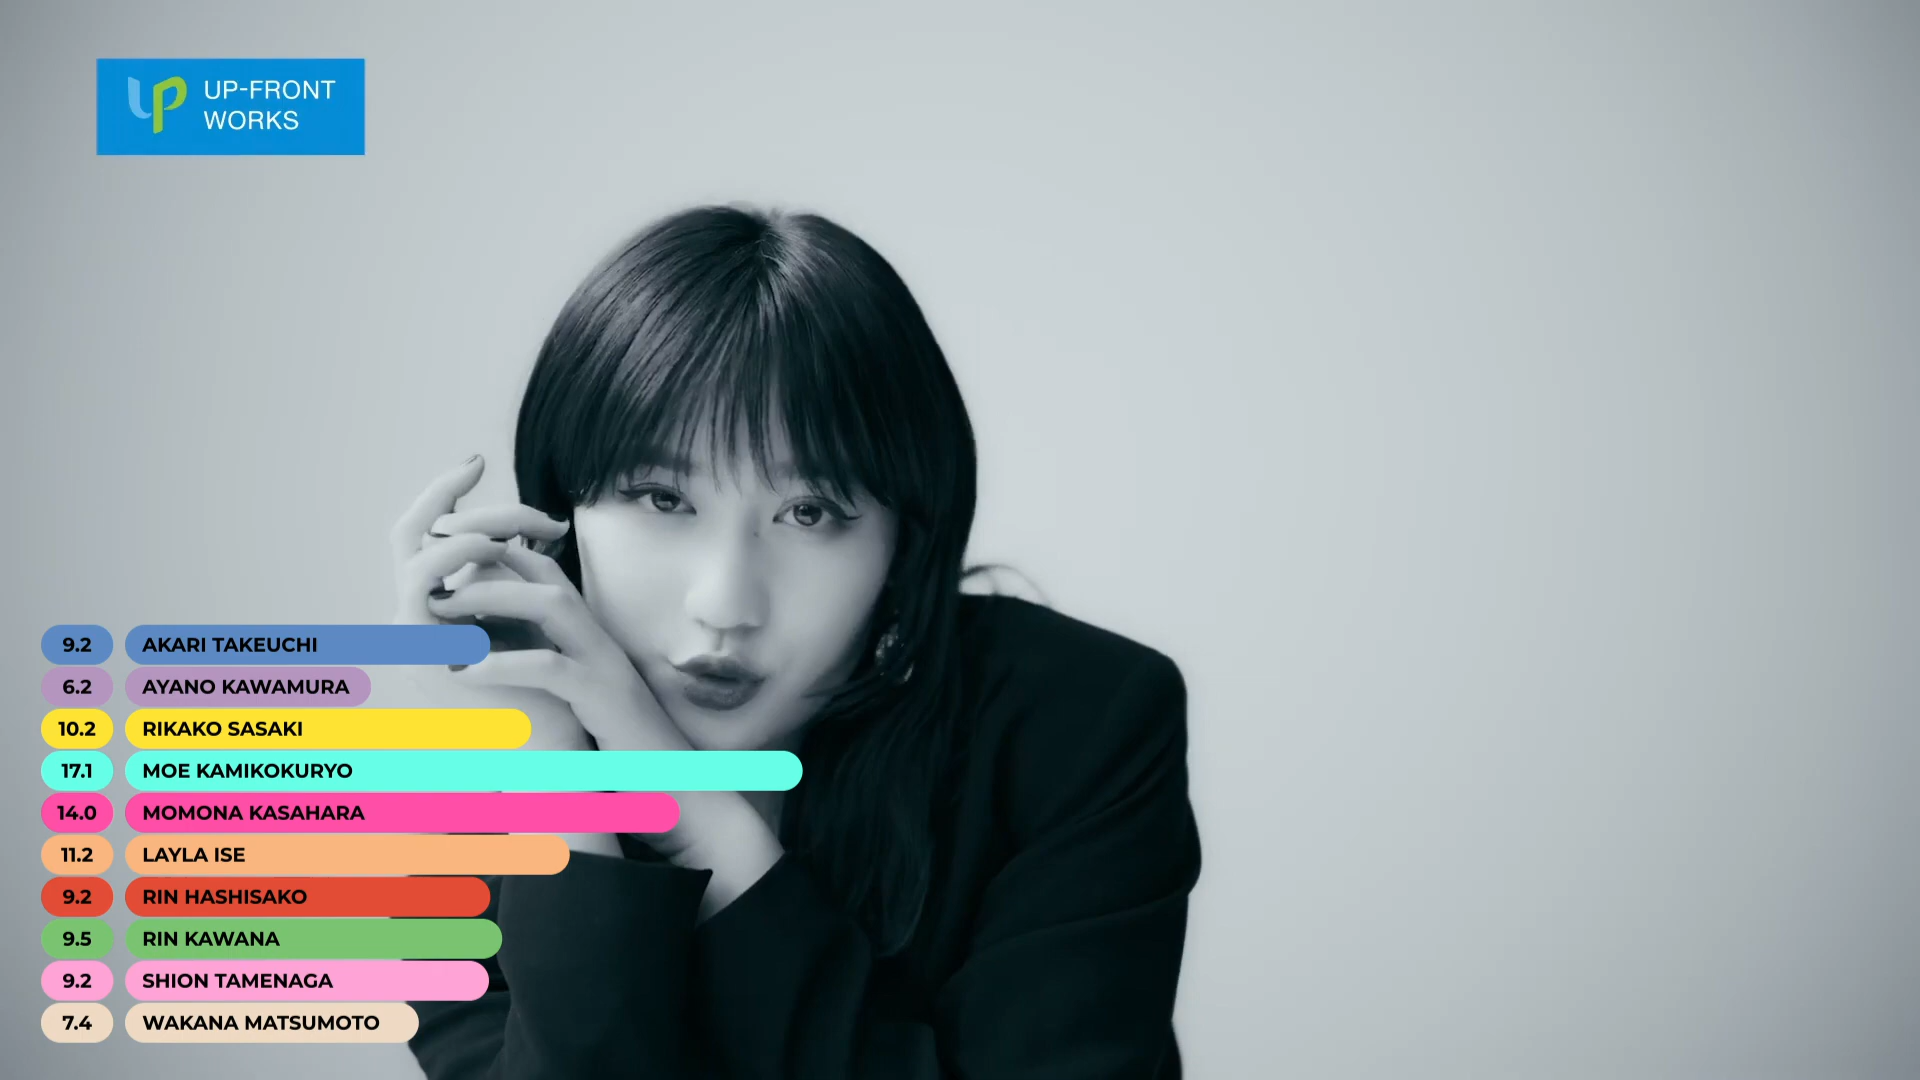 UP-FRONT
WORKS
9.2 AKARI TAKEUCHI
6.2 AYANO KAWAMURA
10.2 RIKAKO SASAKI
17.1 MOE KAMIKOKURYO
14.0 MOMONA KASAHARA
11.2 LAYLA ISE
9.2 RIN HASHISAKO
9.5 RIN KAWANA
9.2 SHION TAMENAGA
7.4 WAKANA MATSUMOTO